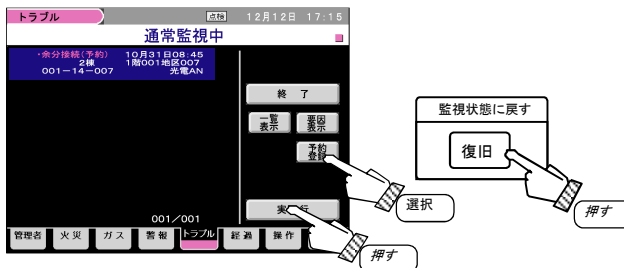 トラブル
点検
12月12日 17:15
通常監視中
・余分接続(予約) 10月31日08:45
2棟 1階001地区007
001－14－007 光電AN
終 了
一覧
表示
要因
表示
予約
登録
実 行
001／001
管理者 火災 ガス 警報 トラブル 経過 操作
選択
押す
監視状態に戻す
復旧
押す